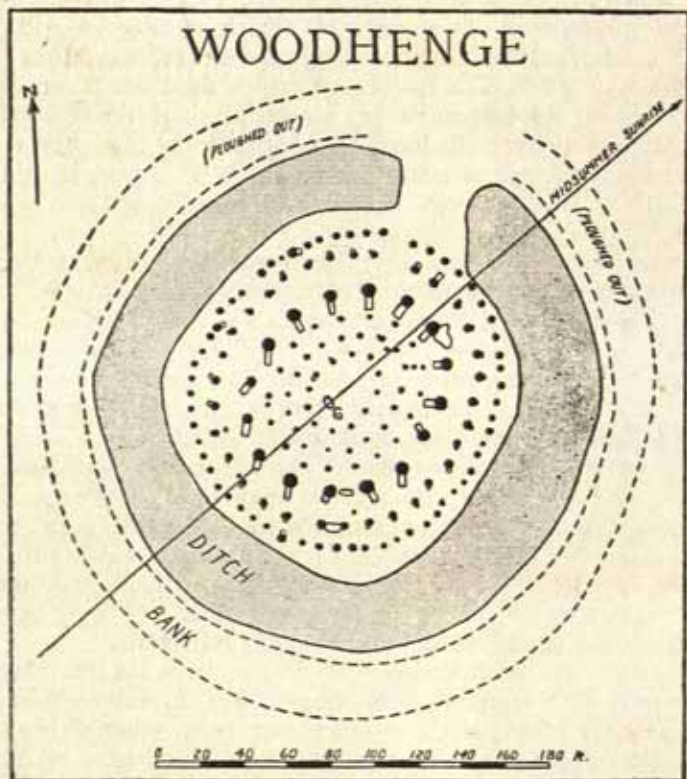 WOODHENGE
N
(PLOUGHED OUT)
MIDSUMMER SUNRISE
(PLOUGHED OUT)
DITCH
BANK
0 20 40 60 80 100 120 140 160 180 Ft.